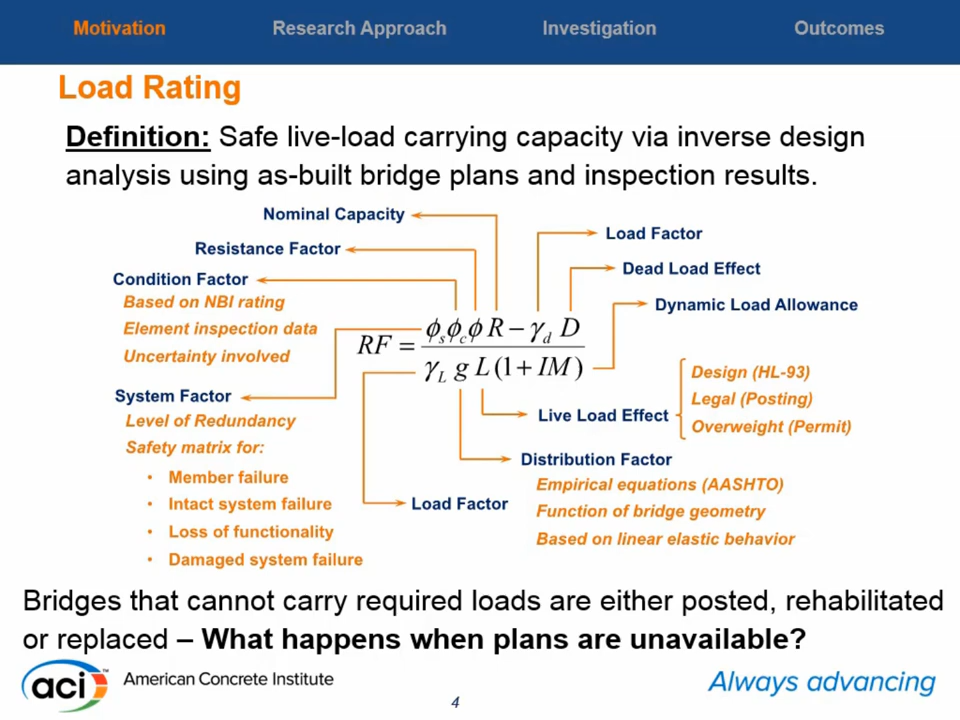 Motivation Research Approach Investigation Outcomes
Load Rating
Definition: Safe live-load carrying capacity via inverse design
analysis using as-built bridge plans and inspection results.
Nominal Capacity
Resistance Factor
Condition Factor
Based on NBI rating
Element inspection data
Uncertainty involved
System Factor
Level of Redundancy
Safety matrix for:
• Member failure
• Intact system failure
• Loss of functionality
• Damaged system failure
RF = (ϕ_s ϕ_c ϕ R − γ_d D) / (γ_L g L (1 + IM))
Load Factor
Dead Load Effect
Dynamic Load Allowance
Live Load Effect
Design (HL-93)
Legal (Posting)
Overweight (Permit)
Distribution Factor
Empirical equations (AASHTO)
Function of bridge geometry
Based on linear elastic behavior
Load Factor
Bridges that cannot carry required loads are either posted, rehabilitated
or replaced – What happens when plans are unavailable?
aci™ American Concrete Institute
Always advancing
4